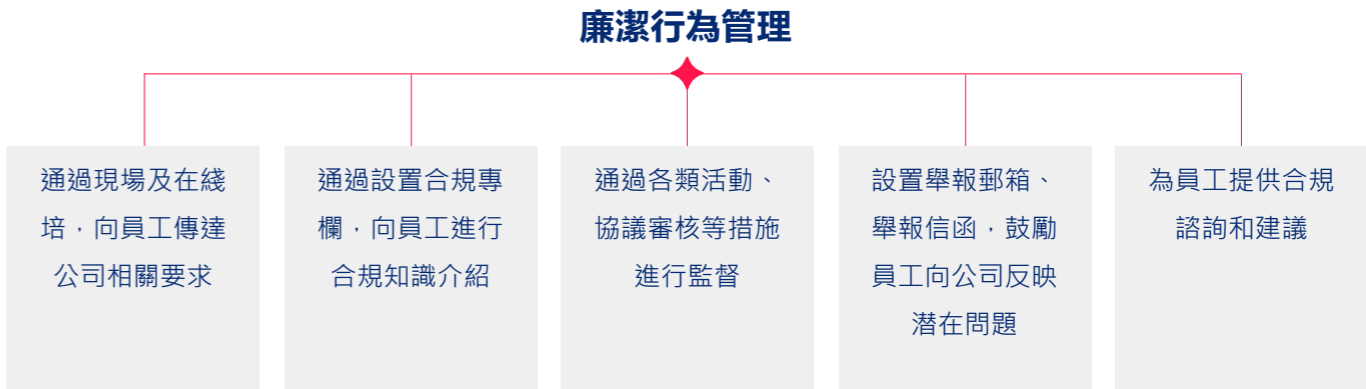 廉潔行為管理
通過現場及在綫
培，向員工傳達
公司相關要求
通過設置合規專
欄，向員工進行
合規知識介紹
通過各類活動、
協議審核等措施
進行監督
設置舉報郵箱、
舉報信函，鼓勵
員工向公司反映
潛在問題
為員工提供合規
諮詢和建議